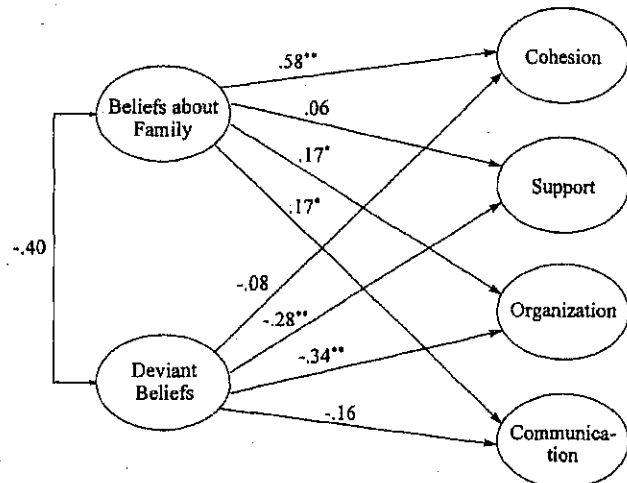 .58**
Cohesion
Beliefs about
Family
.06
.17*
Support
.17*
-.40
-.08
-.28**
Organization
-.34**
Deviant
Beliefs
-.16
Communica-
tion